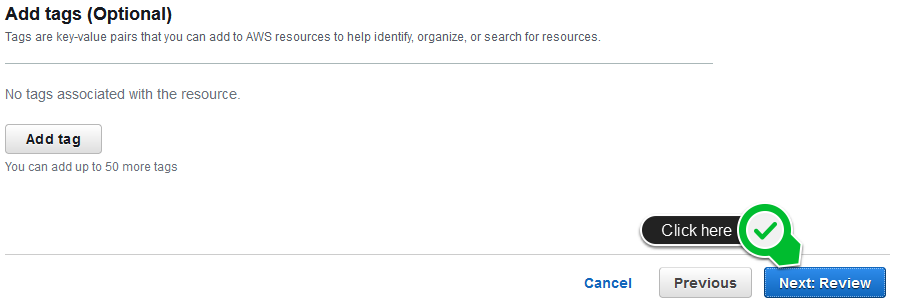 Add tags (Optional)
Tags are key-value pairs that you can add to AWS resources to help identify, organize, or search for resources.
No tags associated with the resource.
Add tag
You can add up to 50 more tags
Click here
Cancel
Previous
Next: Review